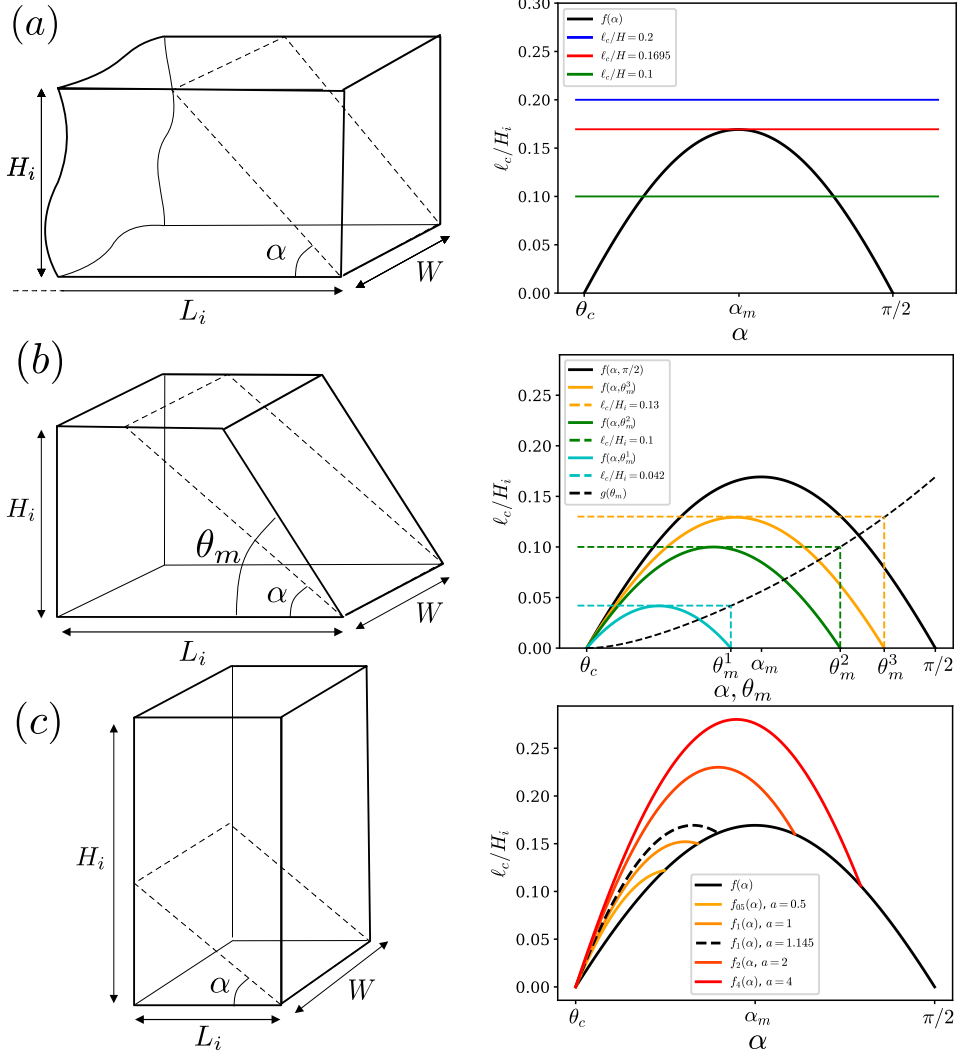 (a)
H_i
α
W
L_i
0.30
0.25
0.20
0.15
0.10
0.05
0.00
ℓ_c/H_i
f(α)
ℓ_c/H = 0.2
ℓ_c/H = 0.1695
ℓ_c/H = 0.1
θ_c
α_m
π/2
α
(b)
H_i
θ_m
α
W
L_i
0.25
0.20
0.15
0.10
0.05
0.00
ℓ_c/H_i
f(α, π/2)
f(α,θ_m^3)
ℓ_c/H_i = 0.13
f(α,θ_m^2)
ℓ_c/H_i = 0.1
f(α,θ_m^1)
ℓ_c/H_i = 0.042
g(θ_m)
θ_c
θ_m^1
α_m
θ_m^2
θ_m^3
π/2
α, θ_m
(c)
H_i
α
W
L_i
0.25
0.20
0.15
0.10
0.05
0.00
ℓ_c/H_i
f(α)
f_05(α), a = 0.5
f_1(α), a = 1
f_1(α), a = 1.145
f_2(α), a = 2
f_4(α), a = 4
θ_c
α_m
π/2
α